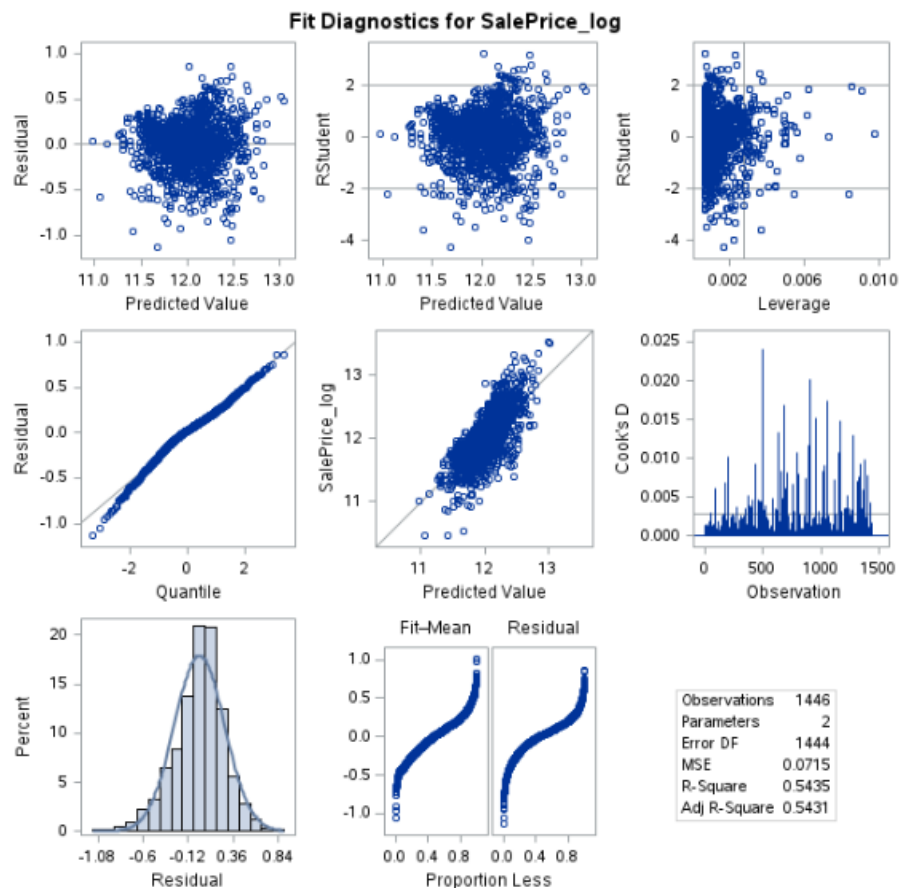 Fit Diagnostics for SalePrice_log
Residual
1.0
0.5
0.0
-0.5
-1.0
11.0 11.5 12.0 12.5 13.0
Predicted Value
RStudent
2
0
-2
-4
11.0 11.5 12.0 12.5 13.0
Predicted Value
RStudent
2
0
-2
-4
0.002 0.006 0.010
Leverage
Residual
1.0
0.5
0.0
-0.5
-1.0
-2 0 2
Quantile
SalePrice_log
13
12
11
11 12 13
Predicted Value
Cook's D
0.025
0.020
0.015
0.010
0.005
0.000
0 500 1000 1500
Observation
Percent
20
15
10
5
0
-1.08 -0.6 -0.12 0.36 0.84
Residual
Fit–Mean Residual
1.0
0.5
0.0
-0.5
-1.0
0.0 0.4 0.8 0.0 0.4 0.8
Proportion Less
Observations 1446
Parameters 2
Error DF 1444
MSE 0.0715
R-Square 0.5435
Adj R-Square 0.5431